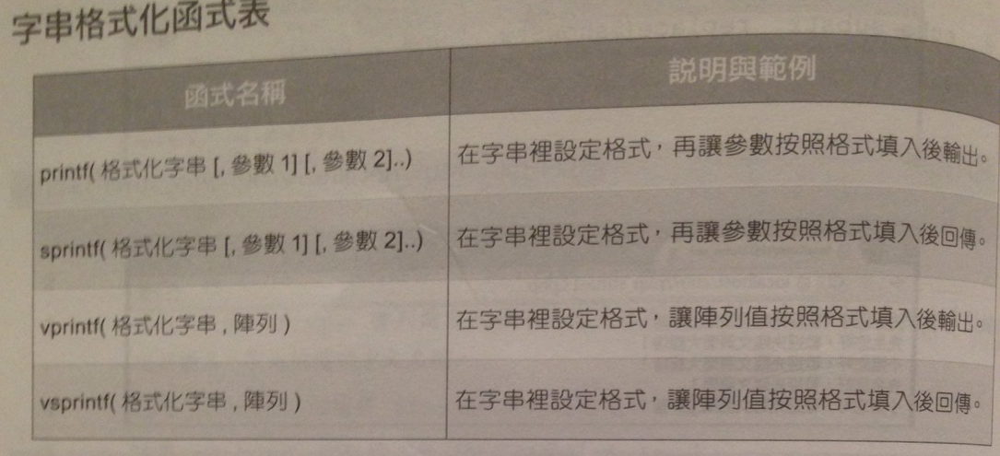 字串格式化函式表
函式名稱 說明與範例
printf( 格式化字串 [, 參數 1] [, 參數 2]..) 在字串裡設定格式，再讓參數按照格式填入後輸出。
sprintf( 格式化字串 [, 參數 1] [, 參數 2]..) 在字串裡設定格式，再讓參數按照格式填入後回傳。
vprintf( 格式化字串 , 陣列 ) 在字串裡設定格式，讓陣列值按照格式填入後輸出。
vsprintf( 格式化字串 , 陣列 ) 在字串裡設定格式，讓陣列值按照格式填入後回傳。